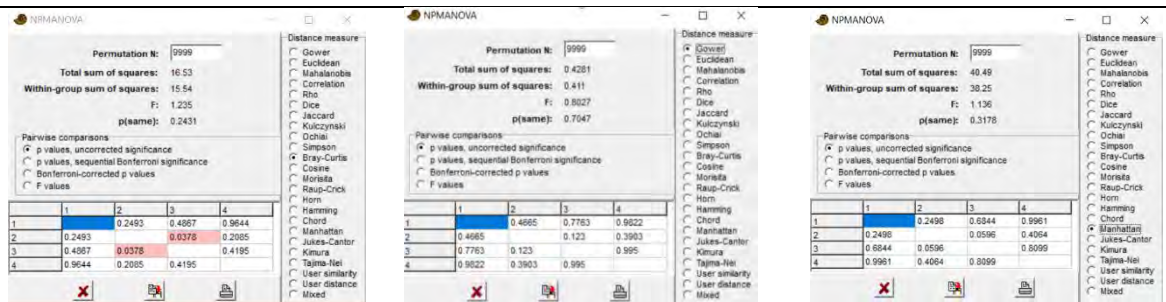 NPMANOVA
Permutation N: 9999
Total sum of squares: 16.53
Within-group sum of squares: 15.54
F: 1.235
p(same): 0.2431
Pairwise comparisons
p values, uncorrected significance
p values, sequential Bonferroni significance
Bonferroni-corrected p values
F values
Distance measure
Gower
Euclidean
Mahalanobis
Correlation
Rho
Dice
Jaccard
Kulczynski
Ochiai
Simpson
Bray-Curtis
Cosine
Morisita
Raup-Crick
Horn
Hamming
Chord
Manhattan
Jukes-Cantor
Kimura
Tajima-Nei
User similarity
User distance
Mixed
1 2 3 4
1 0.2493 0.4867 0.9644
2 0.2493 0.0378 0.2085
3 0.4867 0.0378 0.4195
4 0.9644 0.2085 0.4195
NPMANOVA
Permutation N: 9999
Total sum of squares: 0.4281
Within-group sum of squares: 0.411
F: 0.8027
p(same): 0.7047
Pairwise comparisons
p values, uncorrected significance
p values, sequential Bonferroni significance
Bonferroni-corrected p values
F values
Distance measure
Gower
Euclidean
Mahalanobis
Correlation
Rho
Dice
Jaccard
Kulczynski
Ochiai
Simpson
Bray-Curtis
Cosine
Morisita
Raup-Crick
Horn
Hamming
Chord
Manhattan
Jukes-Cantor
Kimura
Tajima-Nei
User similarity
User distance
Mixed
1 2 3 4
1 0.4665 0.7763 0.9822
2 0.4665 0.123 0.3903
3 0.7763 0.123 0.995
4 0.9822 0.3903 0.995
NPMANOVA
Permutation N: 9999
Total sum of squares: 40.49
Within-group sum of squares: 38.25
F: 1.136
p(same): 0.3178
Pairwise comparisons
p values, uncorrected significance
p values, sequential Bonferroni significance
Bonferroni-corrected p values
F values
Distance measure
Gower
Euclidean
Mahalanobis
Correlation
Rho
Dice
Jaccard
Kulczynski
Ochiai
Simpson
Bray-Curtis
Cosine
Morisita
Raup-Crick
Horn
Hamming
Chord
Manhattan
Jukes-Cantor
Kimura
Tajima-Nei
User similarity
User distance
Mixed
1 2 3 4
1 0.2498 0.6844 0.9961
2 0.2498 0.0596 0.4064
3 0.6844 0.0596 0.8099
4 0.9961 0.4064 0.8099